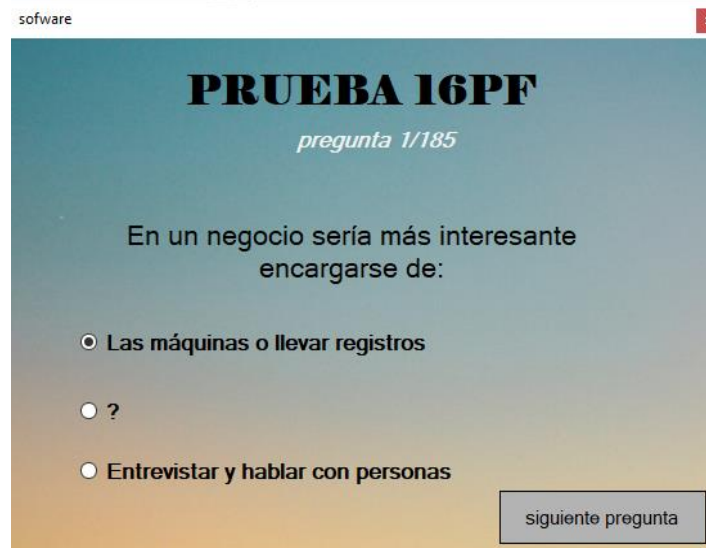 sofware
PRUEBA 16PF
pregunta 1/185
En un negocio sería más interesante
encargarse de:
Las máquinas o llevar registros
?
Entrevistar y hablar con personas
siguiente pregunta